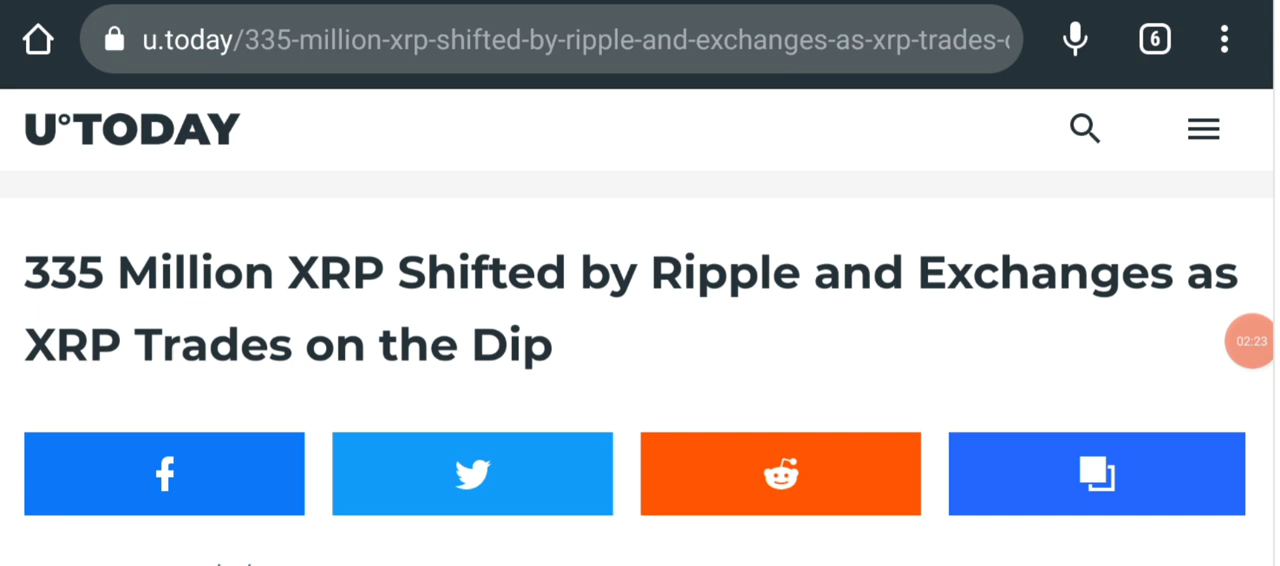 u.today/335-million-xrp-shifted-by-ripple-and-exchanges-as-xrp-trades-
6
U°TODAY
335 Million XRP Shifted by Ripple and Exchanges as
XRP Trades on the Dip
02:23